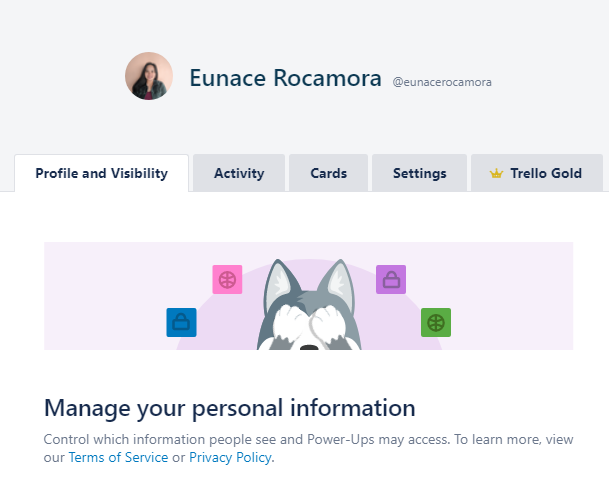 Eunace Rocamora @eunacerocamora
Profile and Visibility Activity Cards Settings Trello Gold
Manage your personal information
Control which information people see and Power-Ups may access. To learn more, view
our Terms of Service or Privacy Policy.